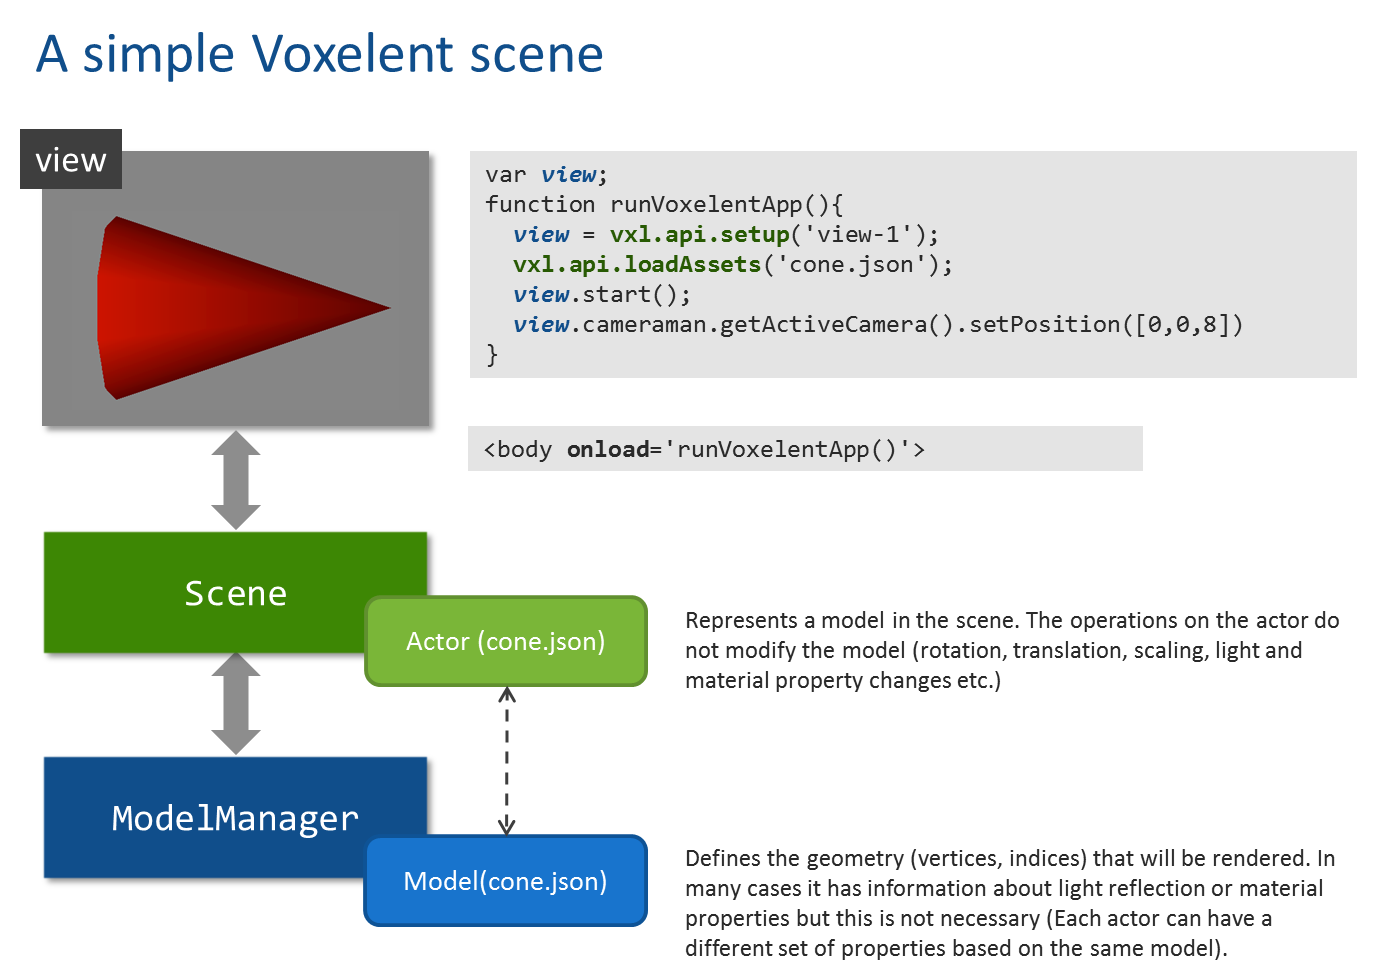 A simple Voxelent scene
view
var view;
function runVoxelentApp(){
view = vxl.api.setup('view-1');
vxl.api.loadAssets('cone.json');
view.start();
view.cameraman.getActiveCamera().setPosition([0,0,8])
}
<body onload='runVoxelentApp()'>
Scene
Actor (cone.json)
Represents a model in the scene. The operations on the actor do
not modify the model (rotation, translation, scaling, light and
material property changes etc.)
ModelManager
Model(cone.json)
Defines the geometry (vertices, indices) that will be rendered. In
many cases it has information about light reflection or material
properties but this is not necessary (Each actor can have a
different set of properties based on the same model).